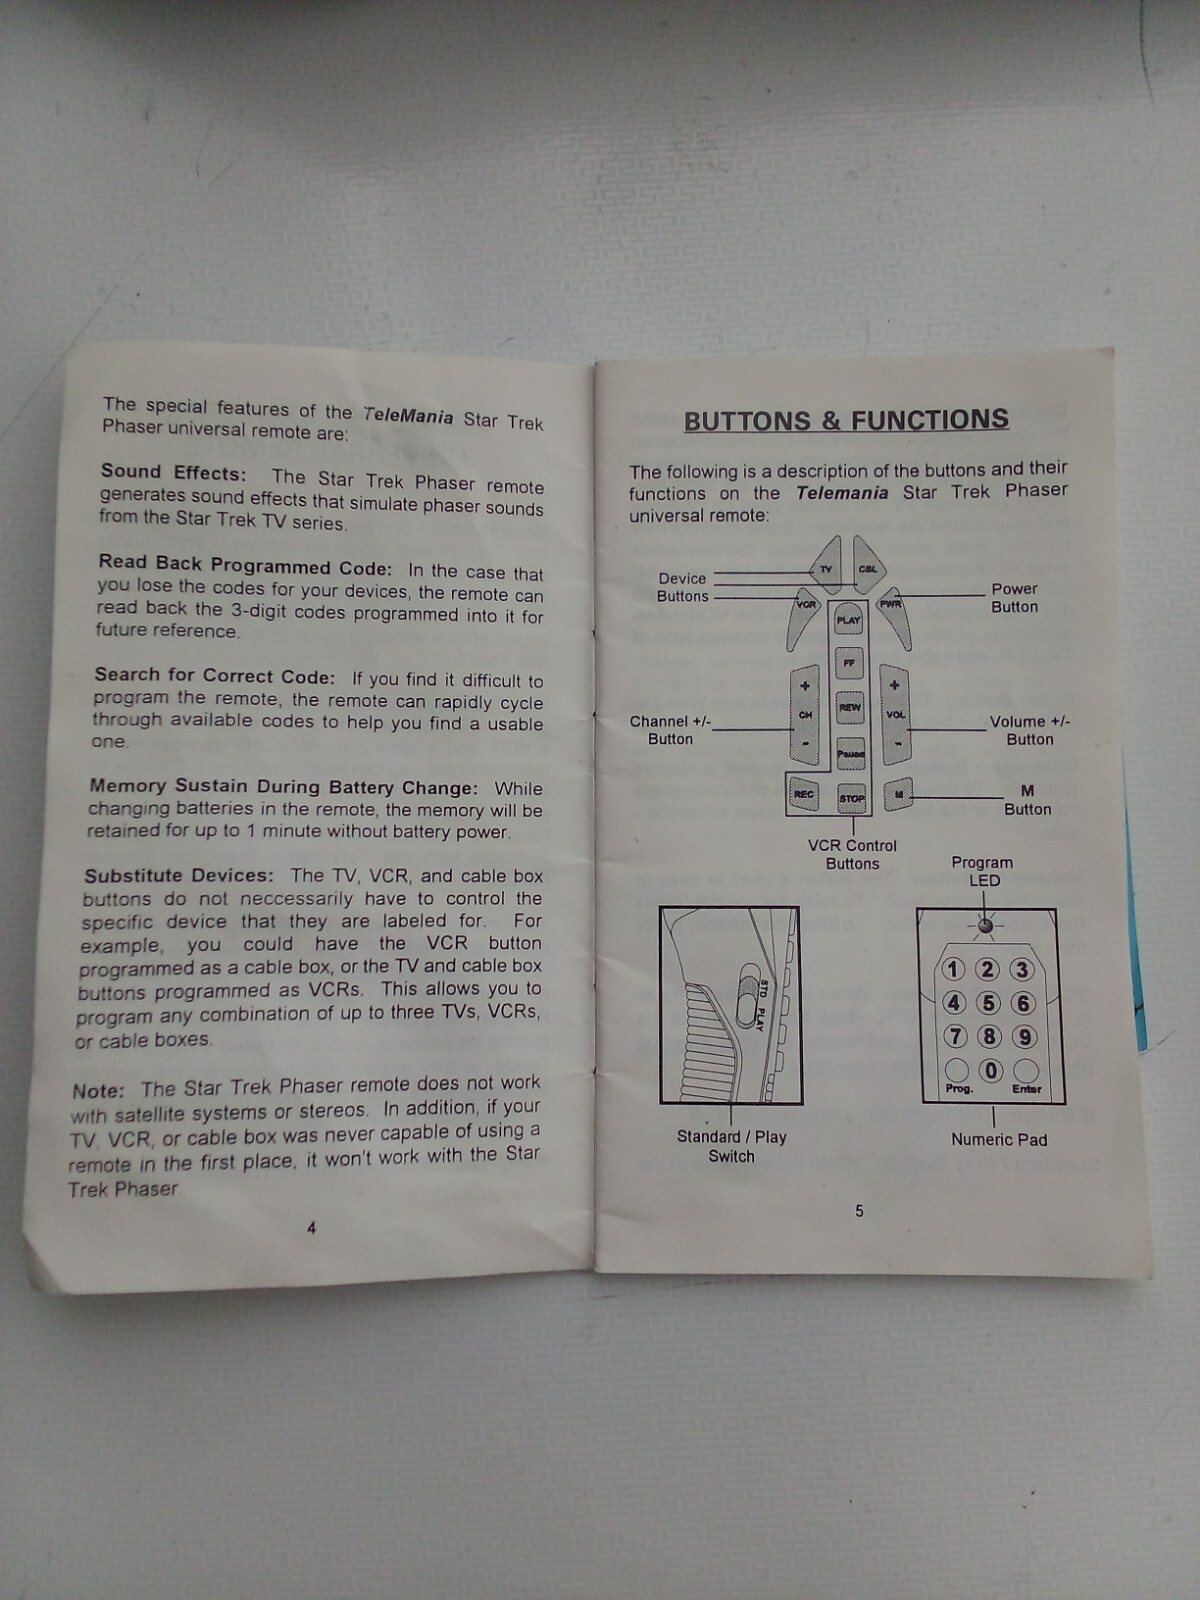 The special features of the TeleMania Star Trek
Phaser universal remote are:
Sound Effects: The Star Trek Phaser remote
generates sound effects that simulate phaser sounds
from the Star Trek TV series.
Read Back Programmed Code: In the case that
you lose the codes for your devices, the remote can
read back the 3-digit codes programmed into it for
future reference.
Search for Correct Code: If you find it difficult to
program the remote, the remote can rapidly cycle
through available codes to help you find a usable
one.
Memory Sustain During Battery Change: While
changing batteries in the remote, the memory will be
retained for up to 1 minute without battery power.
Substitute Devices: The TV, VCR, and cable box
buttons do not neccessarily have to control the
specific device that they are labeled for. For
example, you could have the VCR button
programmed as a cable box, or the TV and cable box
buttons programmed as VCRs. This allows you to
program any combination of up to three TVs, VCRs,
or cable boxes.
Note: The Star Trek Phaser remote does not work
with satellite systems or stereos. In addition, if your
TV, VCR, or cable box was never capable of using a
remote in the first place, it won't work with the Star
Trek Phaser.
4
BUTTONS & FUNCTIONS
The following is a description of the buttons and their
functions on the Telemania Star Trek Phaser
universal remote:
TV CBL
Device
Buttons
VCR PWR
Power
Button
PLAY
FF
+ +
REW
CH VOL
Channel +/-
Button
Volume +/-
Button
- -
Pause
REC STOP M
M
Button
VCR Control
Buttons
Program
LED
STD PLAY
1 2 3
4 5 6
7 8 9
0
Prog. Enter
Standard / Play
Switch
Numeric Pad
5